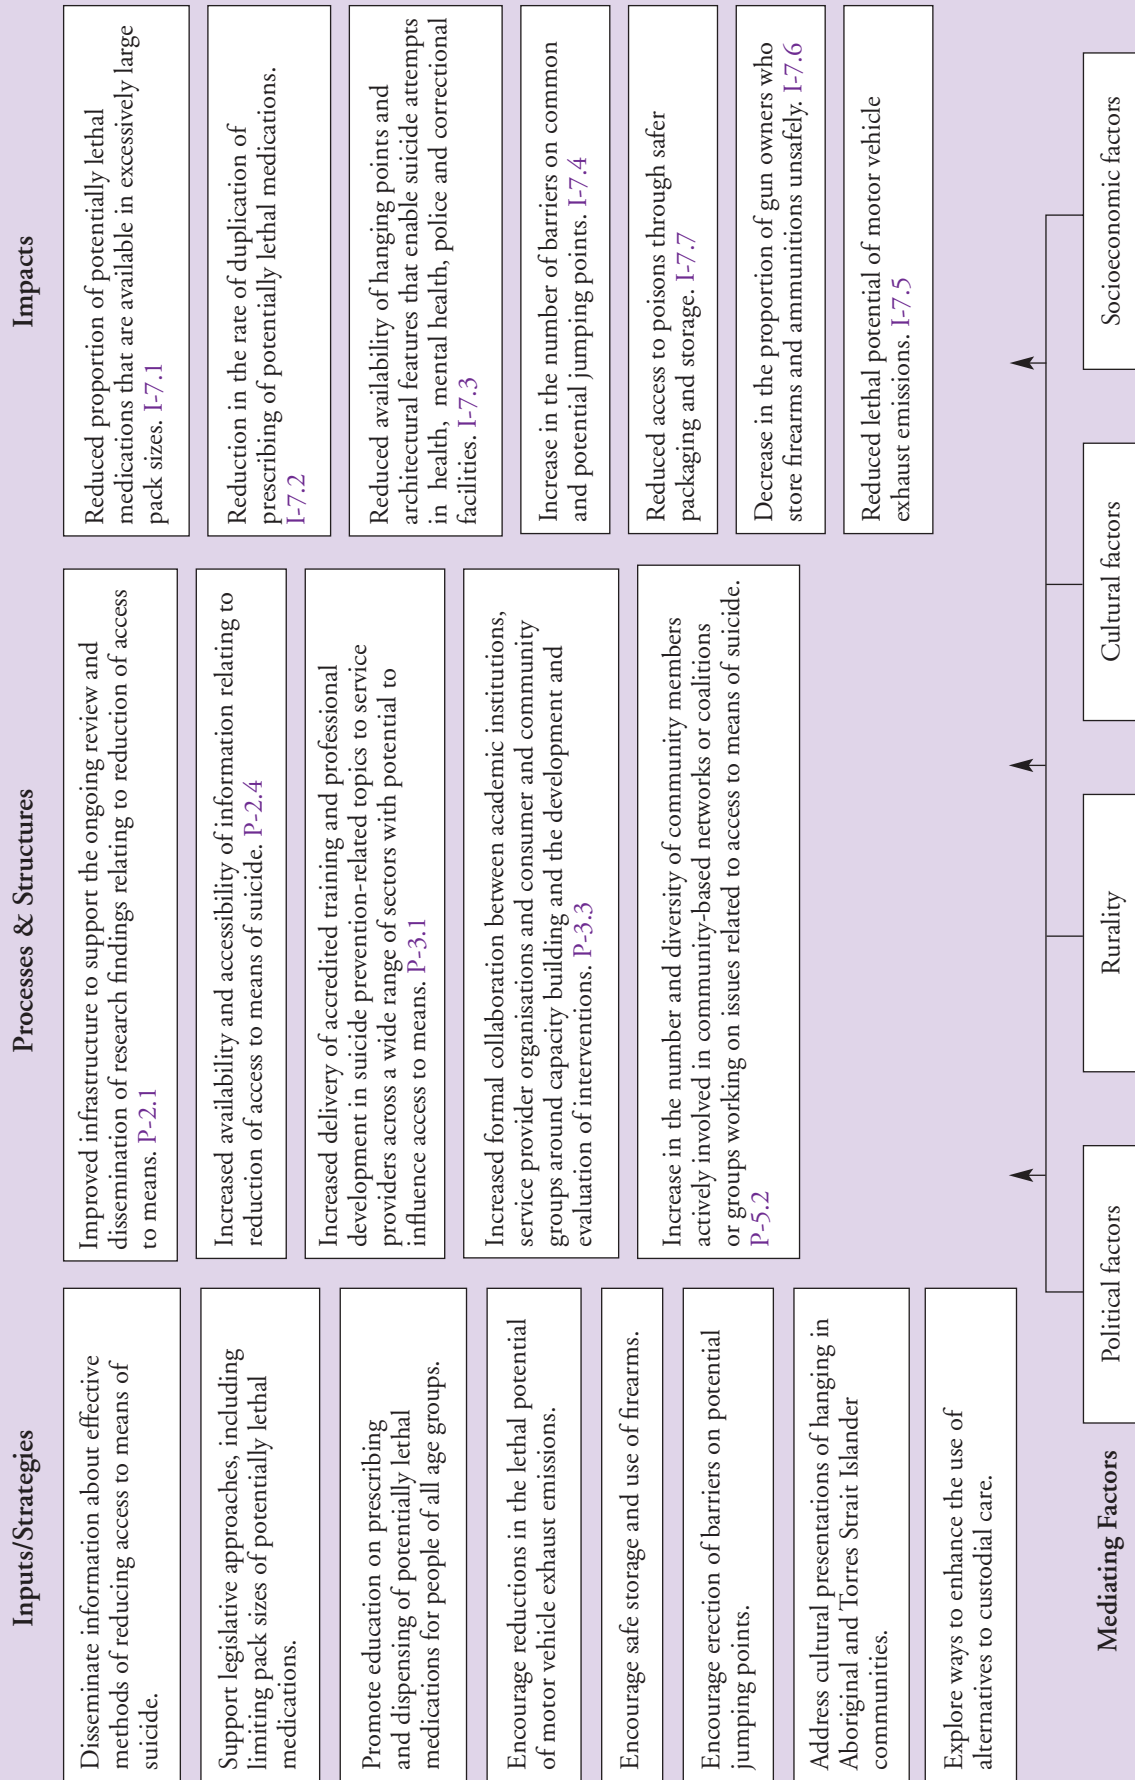 Inputs/Strategies
Disseminate information about effective
methods of reducing access to means of
suicide.
Support legislative approaches, including
limiting pack sizes of potentially lethal
medications.
Promote education on prescribing
and dispensing of potentially lethal
medications for people of all age groups.
Encourage reductions in the lethal potential
of motor vehicle exhaust emissions.
Encourage safe storage and use of firearms.
Encourage erection of barriers on potential
jumping points.
Address cultural presentations of hanging in
Aboriginal and Torres Strait Islander
communities.
Explore ways to enhance the use of
alternatives to custodial care.
Processes & Structures
Improved infrastructure to support the ongoing review and
dissemination of research findings relating to reduction of access
to means. P-2.1
Increased availability and accessibility of information relating to
reduction of access to means of suicide. P-2.4
Increased delivery of accredited training and professional
development in suicide prevention-related topics to service
providers across a wide range of sectors with potential to
influence access to means. P-3.1
Increased formal collaboration between academic institutions,
service provider organisations and consumer and community
groups around capacity building and the development and
evaluation of interventions. P-3.3
Increase in the number and diversity of community members
actively involved in community-based networks or coalitions
or groups working on issues related to access to means of suicide.
P-5.2
Impacts
Reduced proportion of potentially lethal
medications that are available in excessively large
pack sizes. I-7.1
Reduction in the rate of duplication of
prescribing of potentially lethal medications.
I-7.2
Reduced availability of hanging points and
architectural features that enable suicide attempts
in health, mental health, police and correctional
facilities. I-7.3
Increase in the number of barriers on common
and potential jumping points. I-7.4
Reduced access to poisons through safer
packaging and storage. I-7.7
Decrease in the proportion of gun owners who
store firearms and ammunitions unsafely. I-7.6
Reduced lethal potential of motor vehicle
exhaust emissions. I-7.5
Mediating Factors
Political factors
Rurality
Cultural factors
Socioeconomic factors